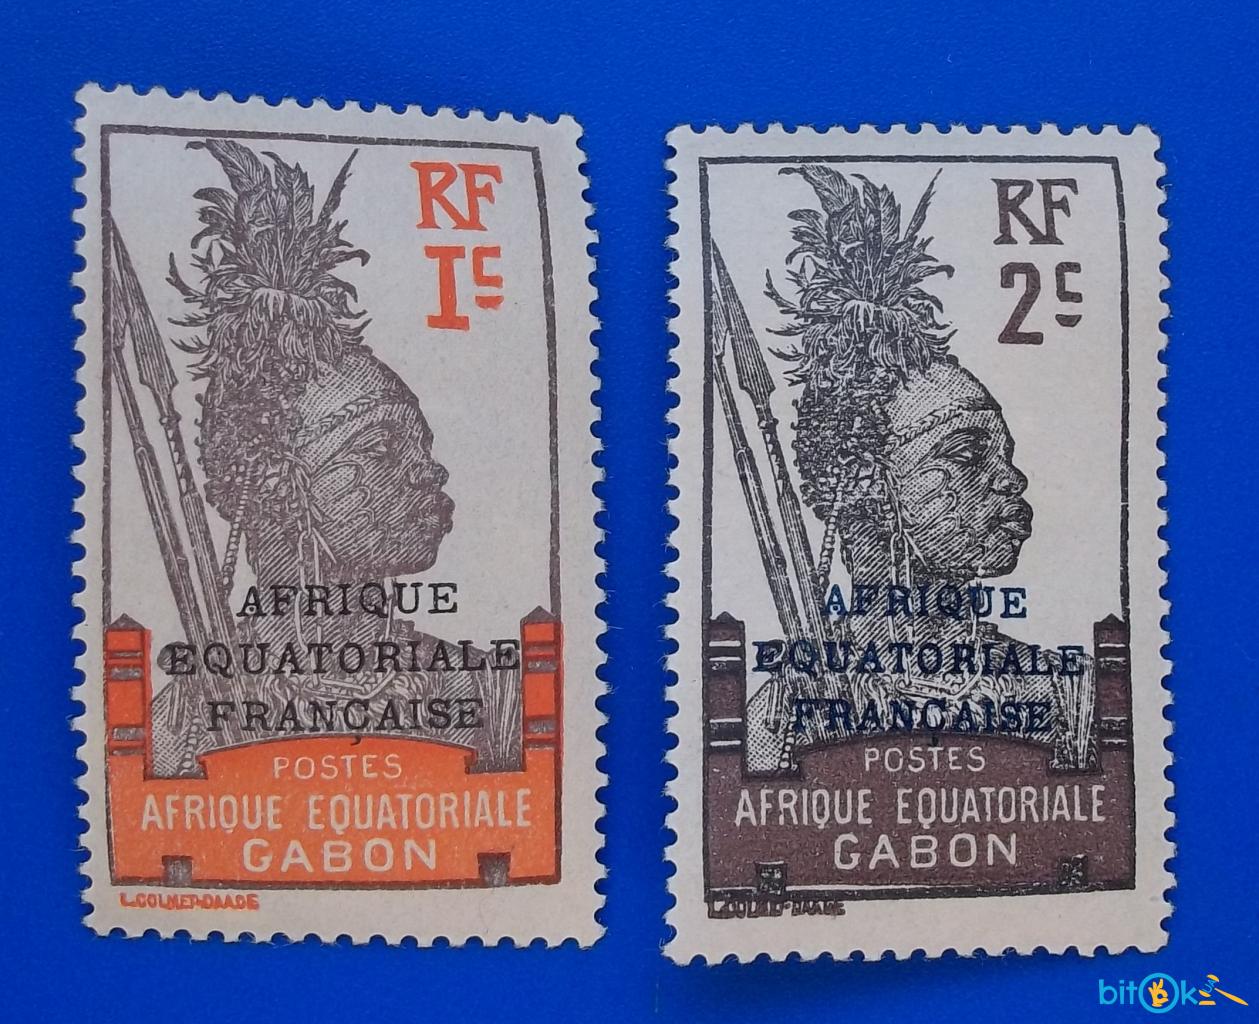 RF
1c
AFRIQUE
EQUATORIALE
FRANÇAISE
POSTES
AFRIQUE EQUATORIALE
GABON
RF
2c
AFRIQUE
EQUATORIALE
FRANÇAISE
POSTES
AFRIQUE EQUATORIALE
GABON
bitok